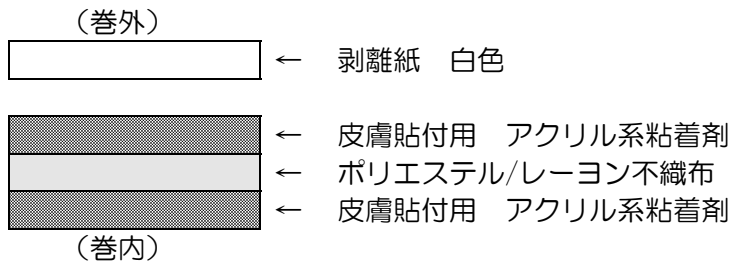 （巻外）
← 剥離紙　白色
← 皮膚貼付用　アクリル系粘着剤
← ポリエステル/レーヨン不織布
← 皮膚貼付用　アクリル系粘着剤
（巻内）